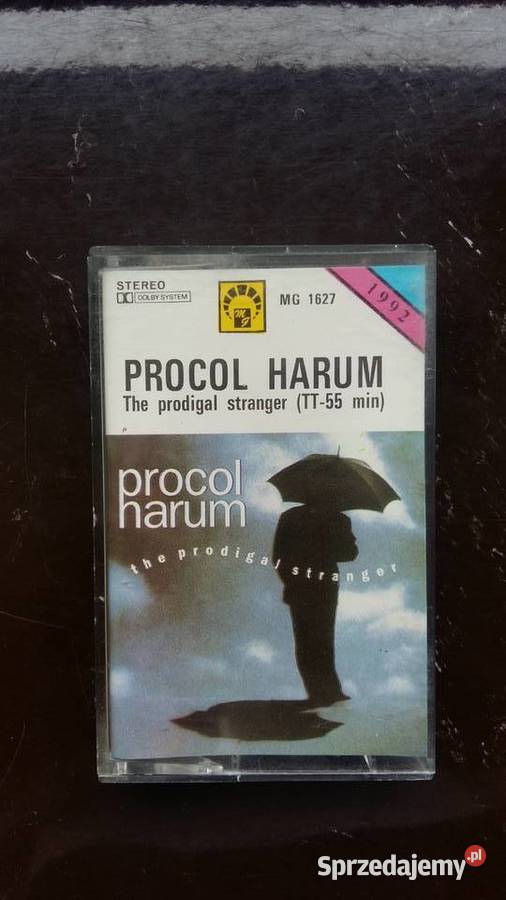 STEREO
DOLBY SYSTEM
MG
MG 1627
1992
PROCOL HARUM
The prodigal stranger (TT-55 min)
procol
harum
the prodigal stranger
Sprzedajemy.pl